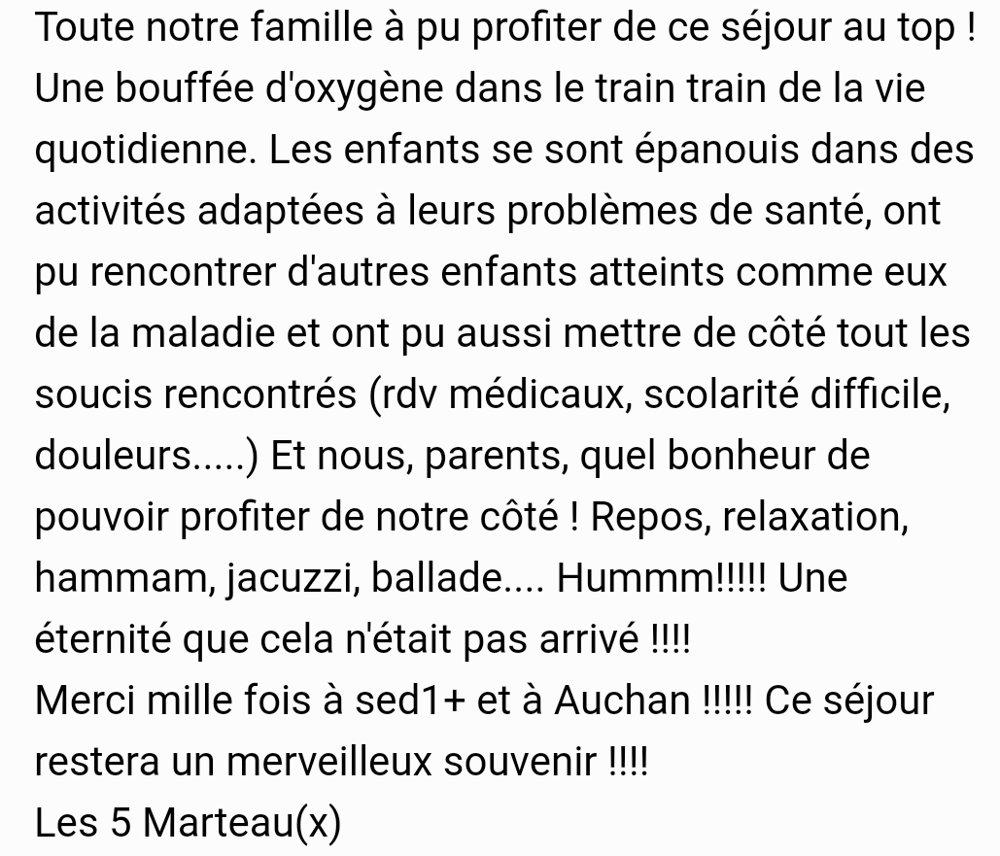 Toute notre famille à pu profiter de ce séjour au top !
Une bouffée d'oxygène dans le train train de la vie
quotidienne. Les enfants se sont épanouis dans des
activités adaptées à leurs problèmes de santé, ont
pu rencontrer d'autres enfants atteints comme eux
de la maladie et ont pu aussi mettre de côté tout les
soucis rencontrés (rdv médicaux, scolarité difficile,
douleurs.....) Et nous, parents, quel bonheur de
pouvoir profiter de notre côté ! Repos, relaxation,
hammam, jacuzzi, ballade.... Hummm!!!!! Une
éternité que cela n'était pas arrivé !!!!
Merci mille fois à sed1+ et à Auchan !!!!! Ce séjour
restera un merveilleux souvenir !!!!
Les 5 Marteau(x)